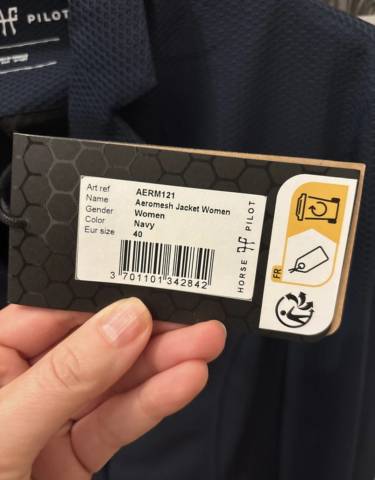 PILOT
Art ref AERM121
Name Aeromesh Jacket Women
Gender Women
Color Navy
Eur size 40
3 701101 342842
HORSE PILOT
FR